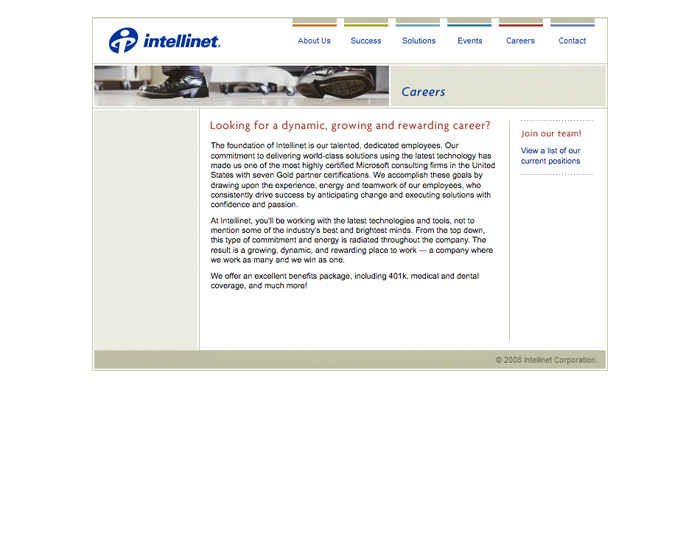 intellinet.
About Us
Success
Solutions
Events
Careers
Contact
Careers
Looking for a dynamic, growing and rewarding career?
The foundation of Intellinet is our talented, dedicated employees. Our
commitment to delivering world-class solutions using the latest technology has
made us one of the most highly certified Microsoft consulting firms in the United
States with seven Gold partner certifications. We accomplish these goals by
drawing upon the experience, energy and teamwork of our employees, who
consistently drive success by anticipating change and executing solutions with
confidence and passion.
At Intellinet, you'll be working with the latest technologies and tools, not to
mention some of the industry's best and brightest minds. From the top down,
this type of commitment and energy is radiated throughout the company. The
result is a growing, dynamic, and rewarding place to work — a company where
we work as many and we win as one.
We offer an excellent benefits package, including 401k, medical and dental
coverage, and much more!
Join our team!
View a list of our
current positions
© 2008 Intellinet Corporation.